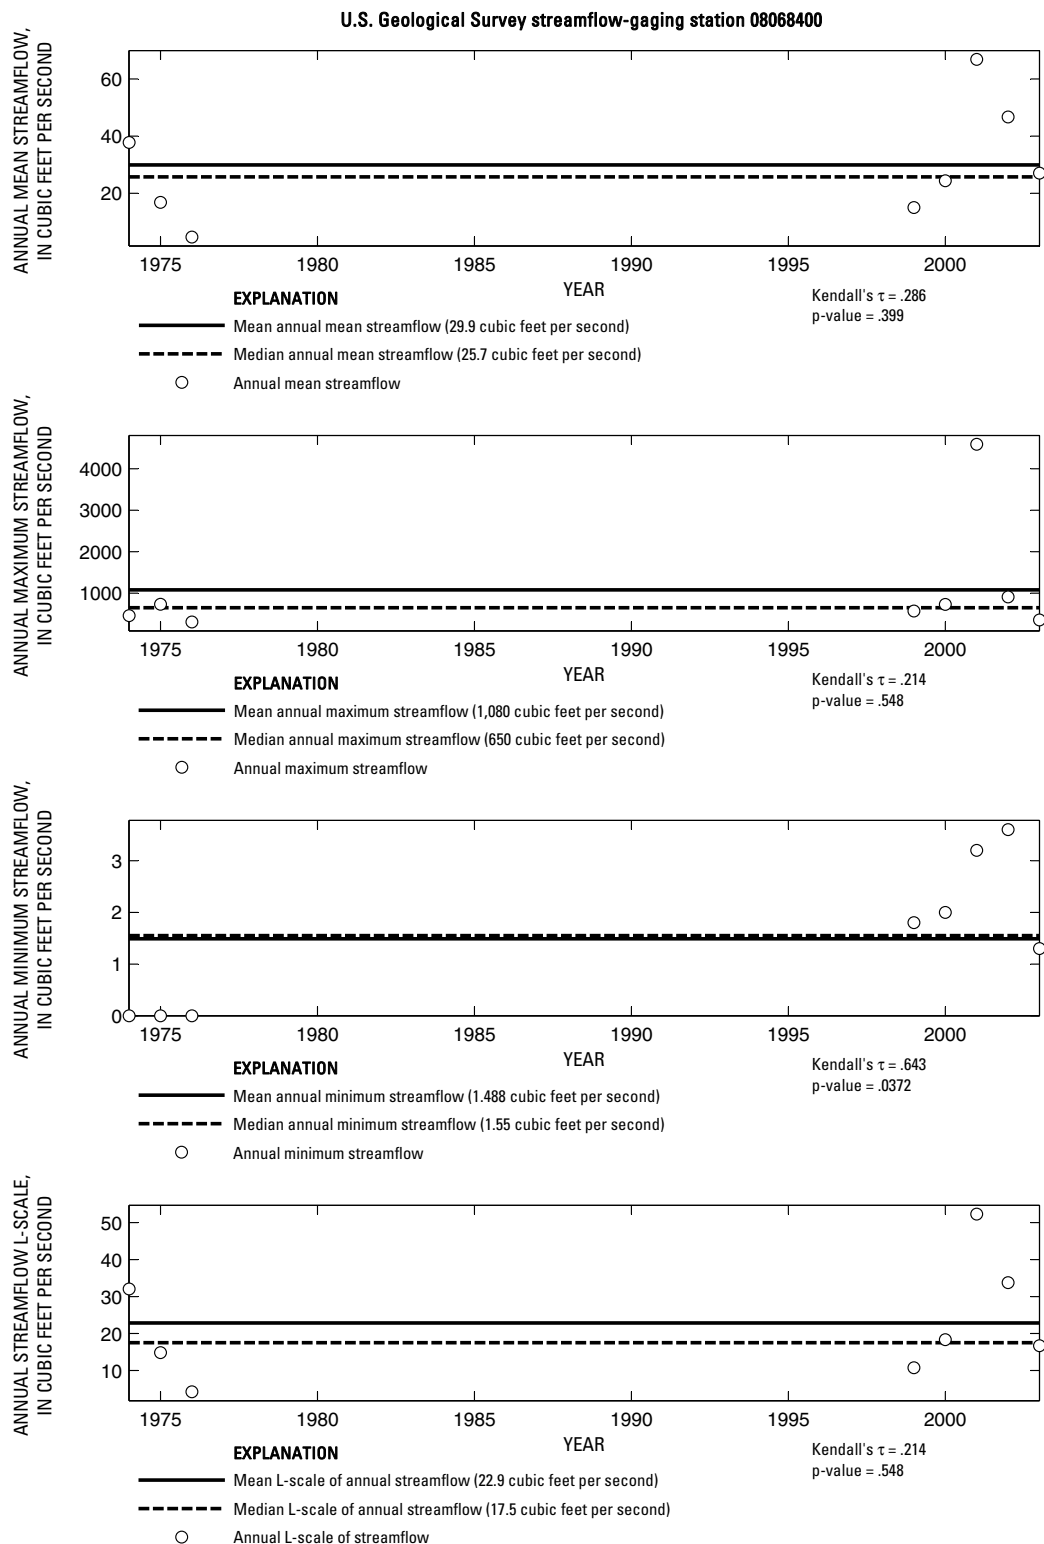 U.S. Geological Survey streamflow-gaging station 08068400
ANNUAL MEAN STREAMFLOW,
IN CUBIC FEET PER SECOND
60
40
20
1975 1980 1985 1990 1995 2000
YEAR
Kendall's τ = .286
p-value = .399
EXPLANATION
Mean annual mean streamflow (29.9 cubic feet per second)
Median annual mean streamflow (25.7 cubic feet per second)
Annual mean streamflow
ANNUAL MAXIMUM STREAMFLOW,
IN CUBIC FEET PER SECOND
4000
3000
2000
1000
1975 1980 1985 1990 1995 2000
YEAR
Kendall's τ = .214
p-value = .548
EXPLANATION
Mean annual maximum streamflow (1,080 cubic feet per second)
Median annual maximum streamflow (650 cubic feet per second)
Annual maximum streamflow
ANNUAL MINIMUM STREAMFLOW,
IN CUBIC FEET PER SECOND
3
2
1
0
1975 1980 1985 1990 1995 2000
YEAR
Kendall's τ = .643
p-value = .0372
EXPLANATION
Mean annual minimum streamflow (1.488 cubic feet per second)
Median annual minimum streamflow (1.55 cubic feet per second)
Annual minimum streamflow
ANNUAL STREAMFLOW L-SCALE,
IN CUBIC FEET PER SECOND
50
40
30
20
10
1975 1980 1985 1990 1995 2000
YEAR
Kendall's τ = .214
p-value = .548
EXPLANATION
Mean L-scale of annual streamflow (22.9 cubic feet per second)
Median L-scale of annual streamflow (17.5 cubic feet per second)
Annual L-scale of streamflow